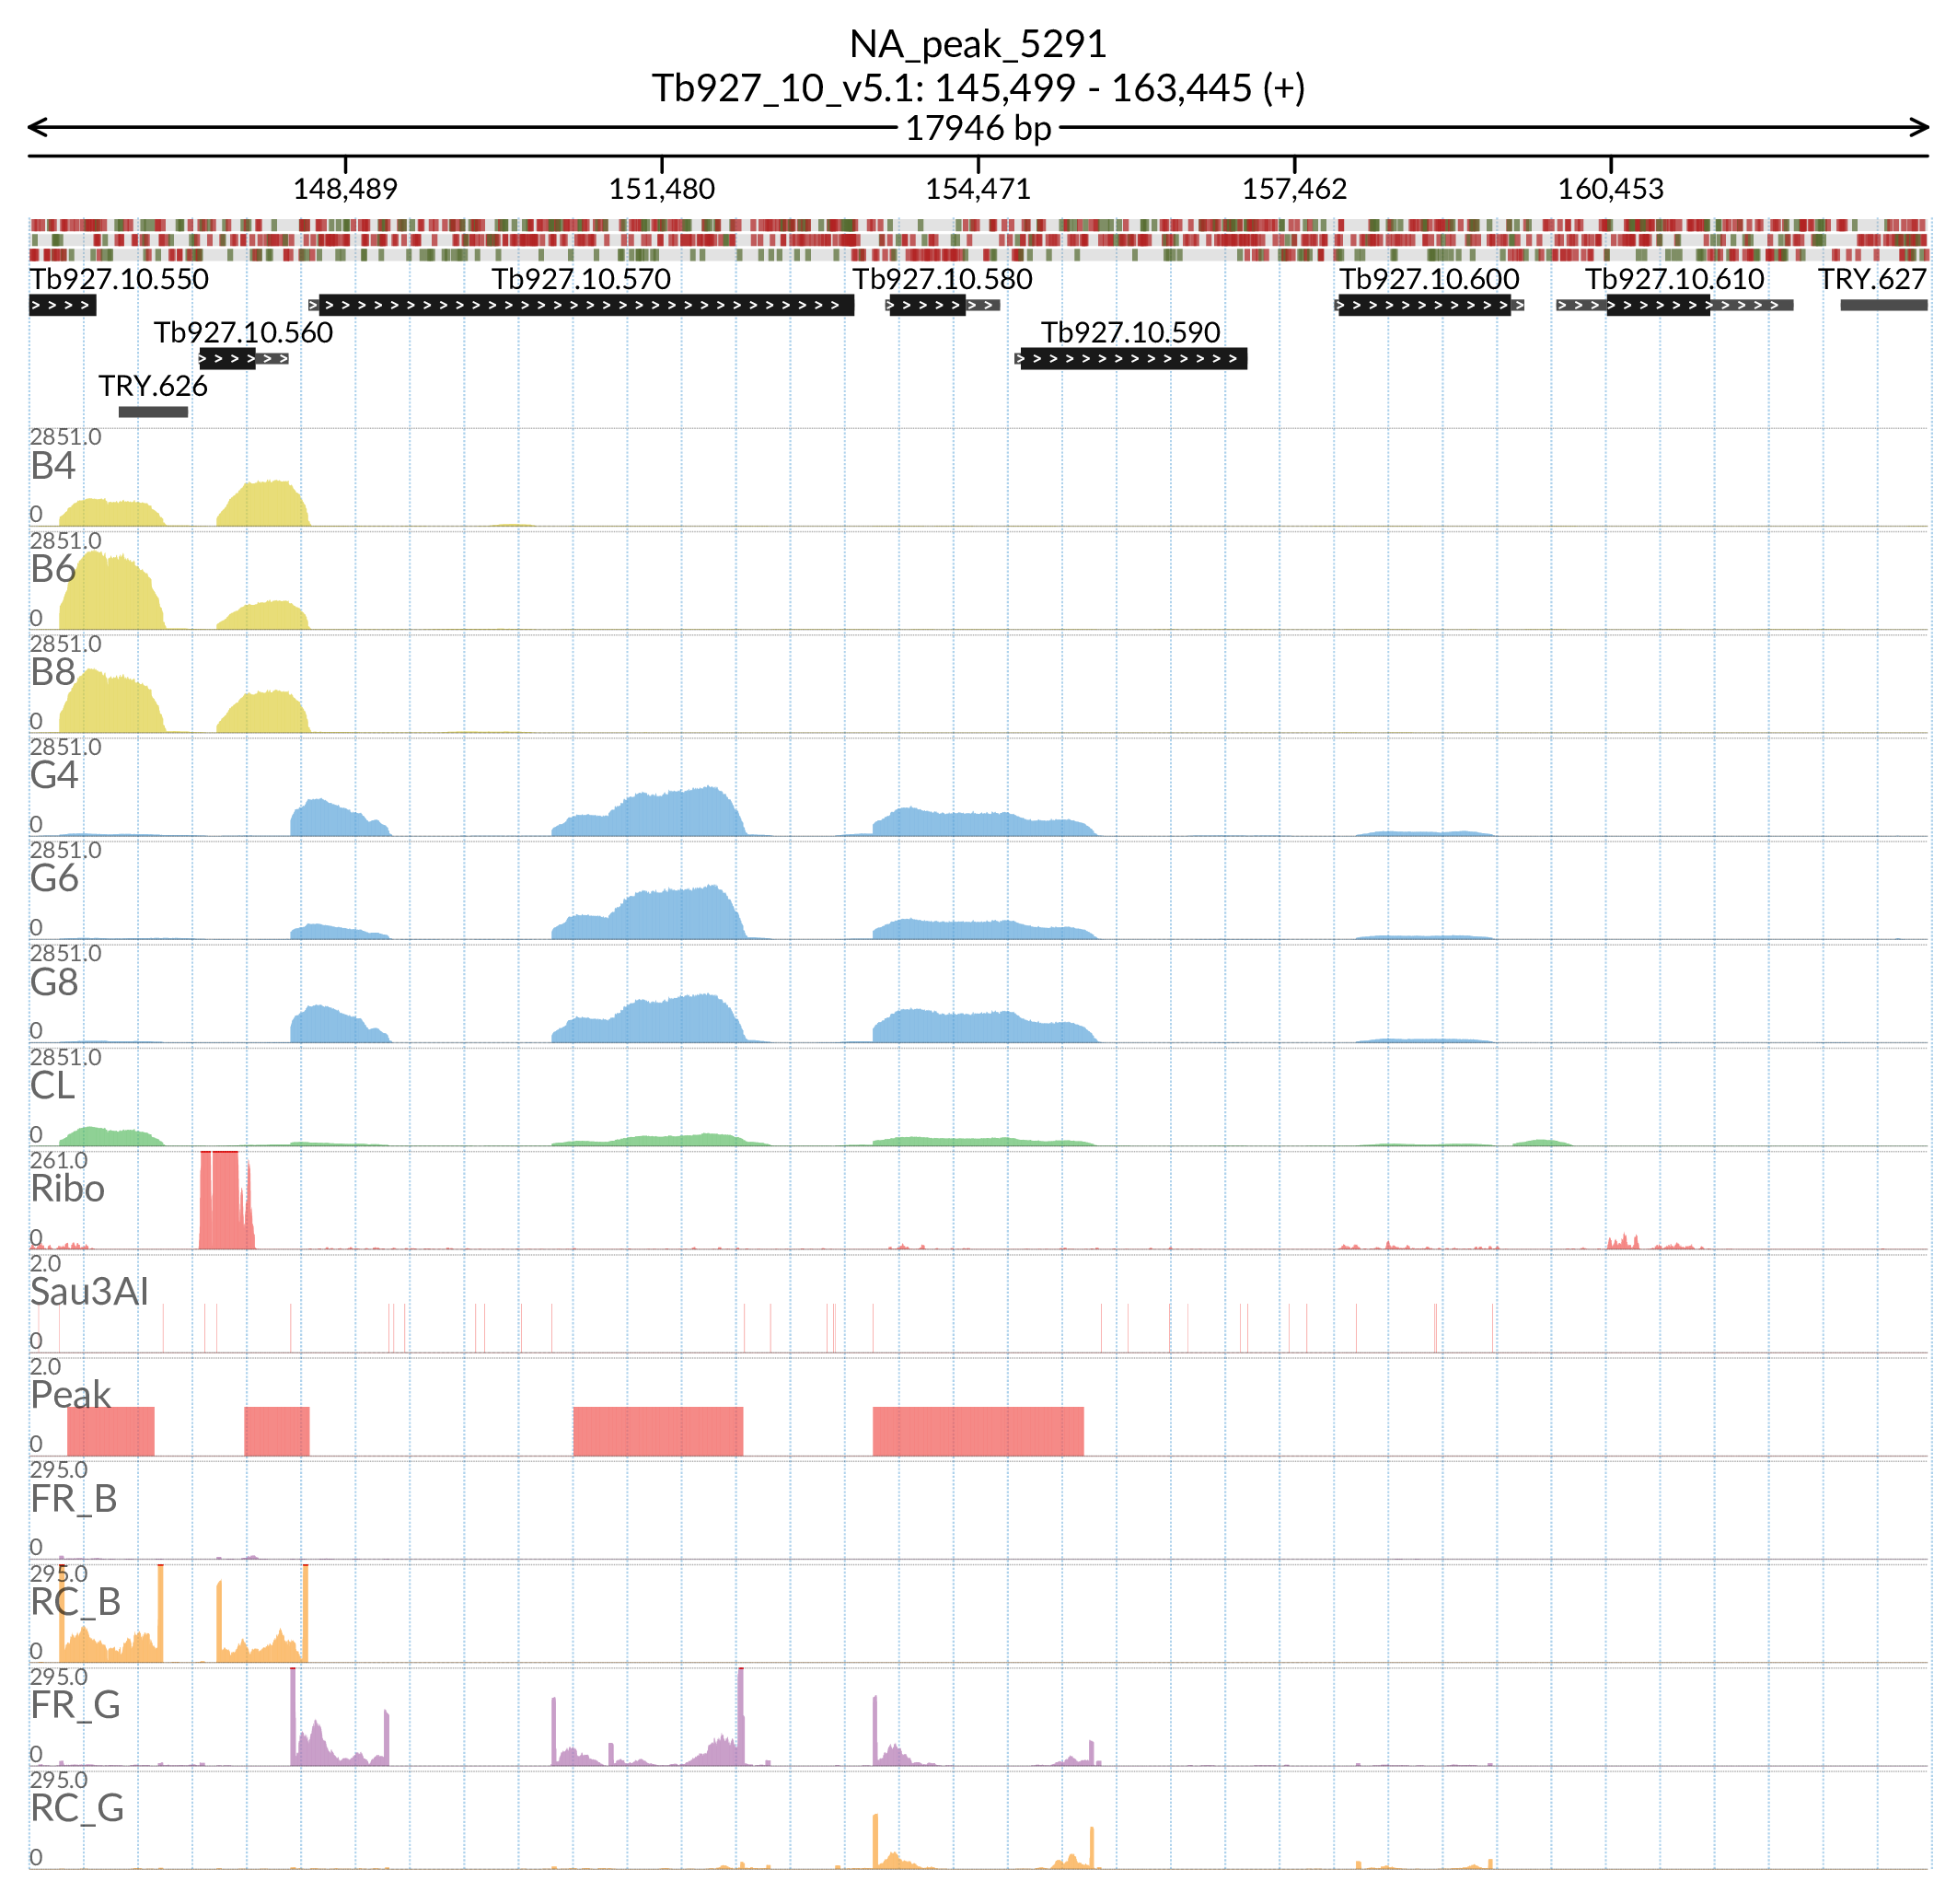 NA_peak_5291
Tb927_10_v5.1: 145,499 - 163,445 (+)
17946 bp
148,489 151,480 154,471 157,462 160,453
Tb927.10.550 Tb927.10.570 Tb927.10.580 Tb927.10.600 Tb927.10.610 TRY.627
Tb927.10.560 Tb927.10.590
TRY.626
2851.0
B4
0
2851.0
B6
0
2851.0
B8
0
2851.0
G4
0
2851.0
G6
0
2851.0
G8
0
2851.0
CL
0
261.0
Ribo
0
2.0
Sau3AI
0
2.0
Peak
0
295.0
FR_B
0
295.0
RC_B
0
295.0
FR_G
0
295.0
RC_G
0